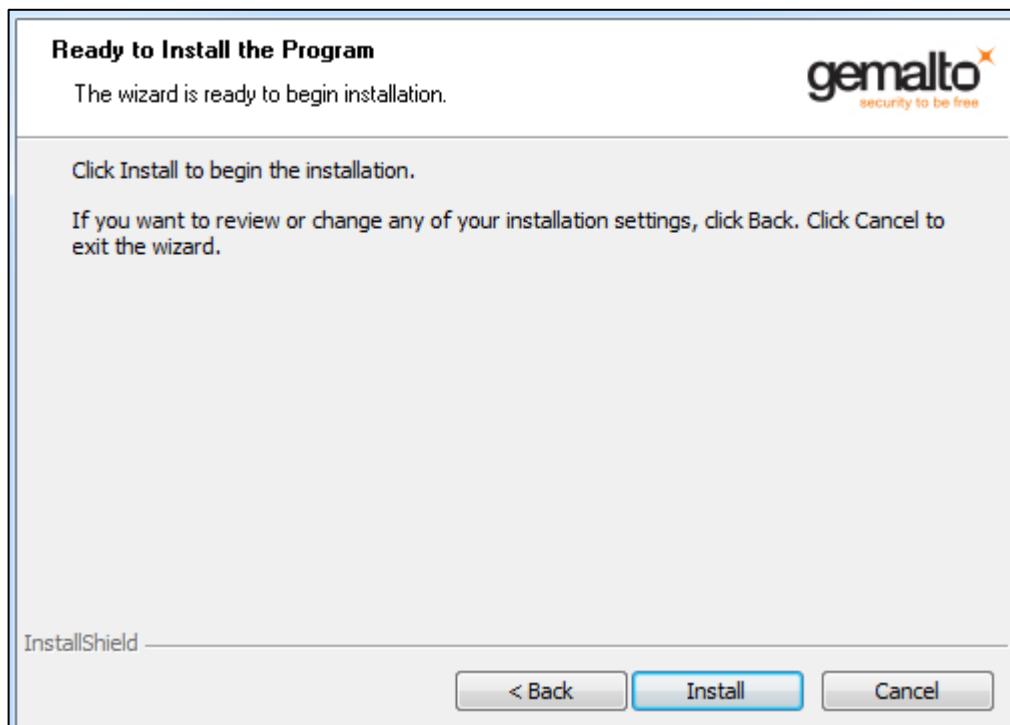 Ready to Install the Program
The wizard is ready to begin installation.
gemalto
security to be free
Click Install to begin the installation.
If you want to review or change any of your installation settings, click Back. Click Cancel to
exit the wizard.
InstallShield
< Back
Install
Cancel